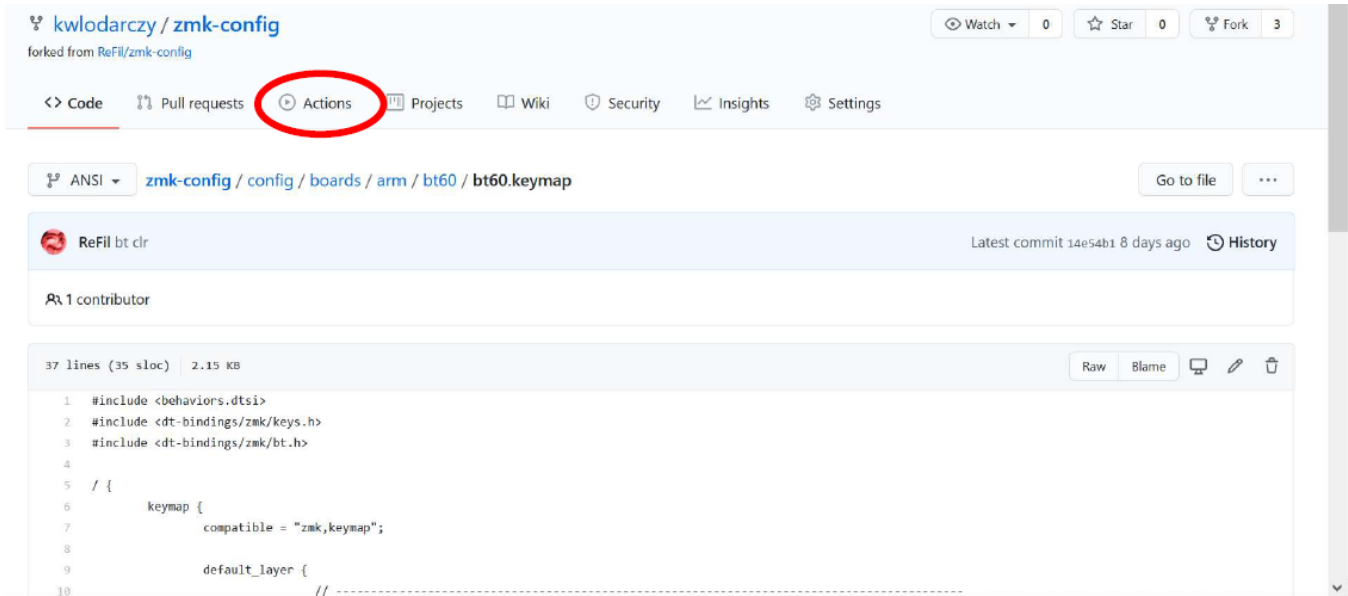 kwlodarczy / zmk-config
Watch 0 Star 0 Fork 3
forked from ReFil/zmk-config
<> Code Pull requests Actions Projects Wiki Security Insights Settings
ANSI zmk-config / config / boards / arm / bt60 / bt60.keymap Go to file ...
ReFil bt clr Latest commit 14e54b1 8 days ago History
1 contributor
37 lines (35 sloc) 2.15 KB Raw Blame
1 #include <behaviors.dtsi>
2 #include <dt-bindings/zmk/keys.h>
3 #include <dt-bindings/zmk/bt.h>
4
5 / {
6 keymap {
7 compatible = "zmk,keymap";
8
9 default_layer {
10 // ------------------------------------------------------------------------------------------